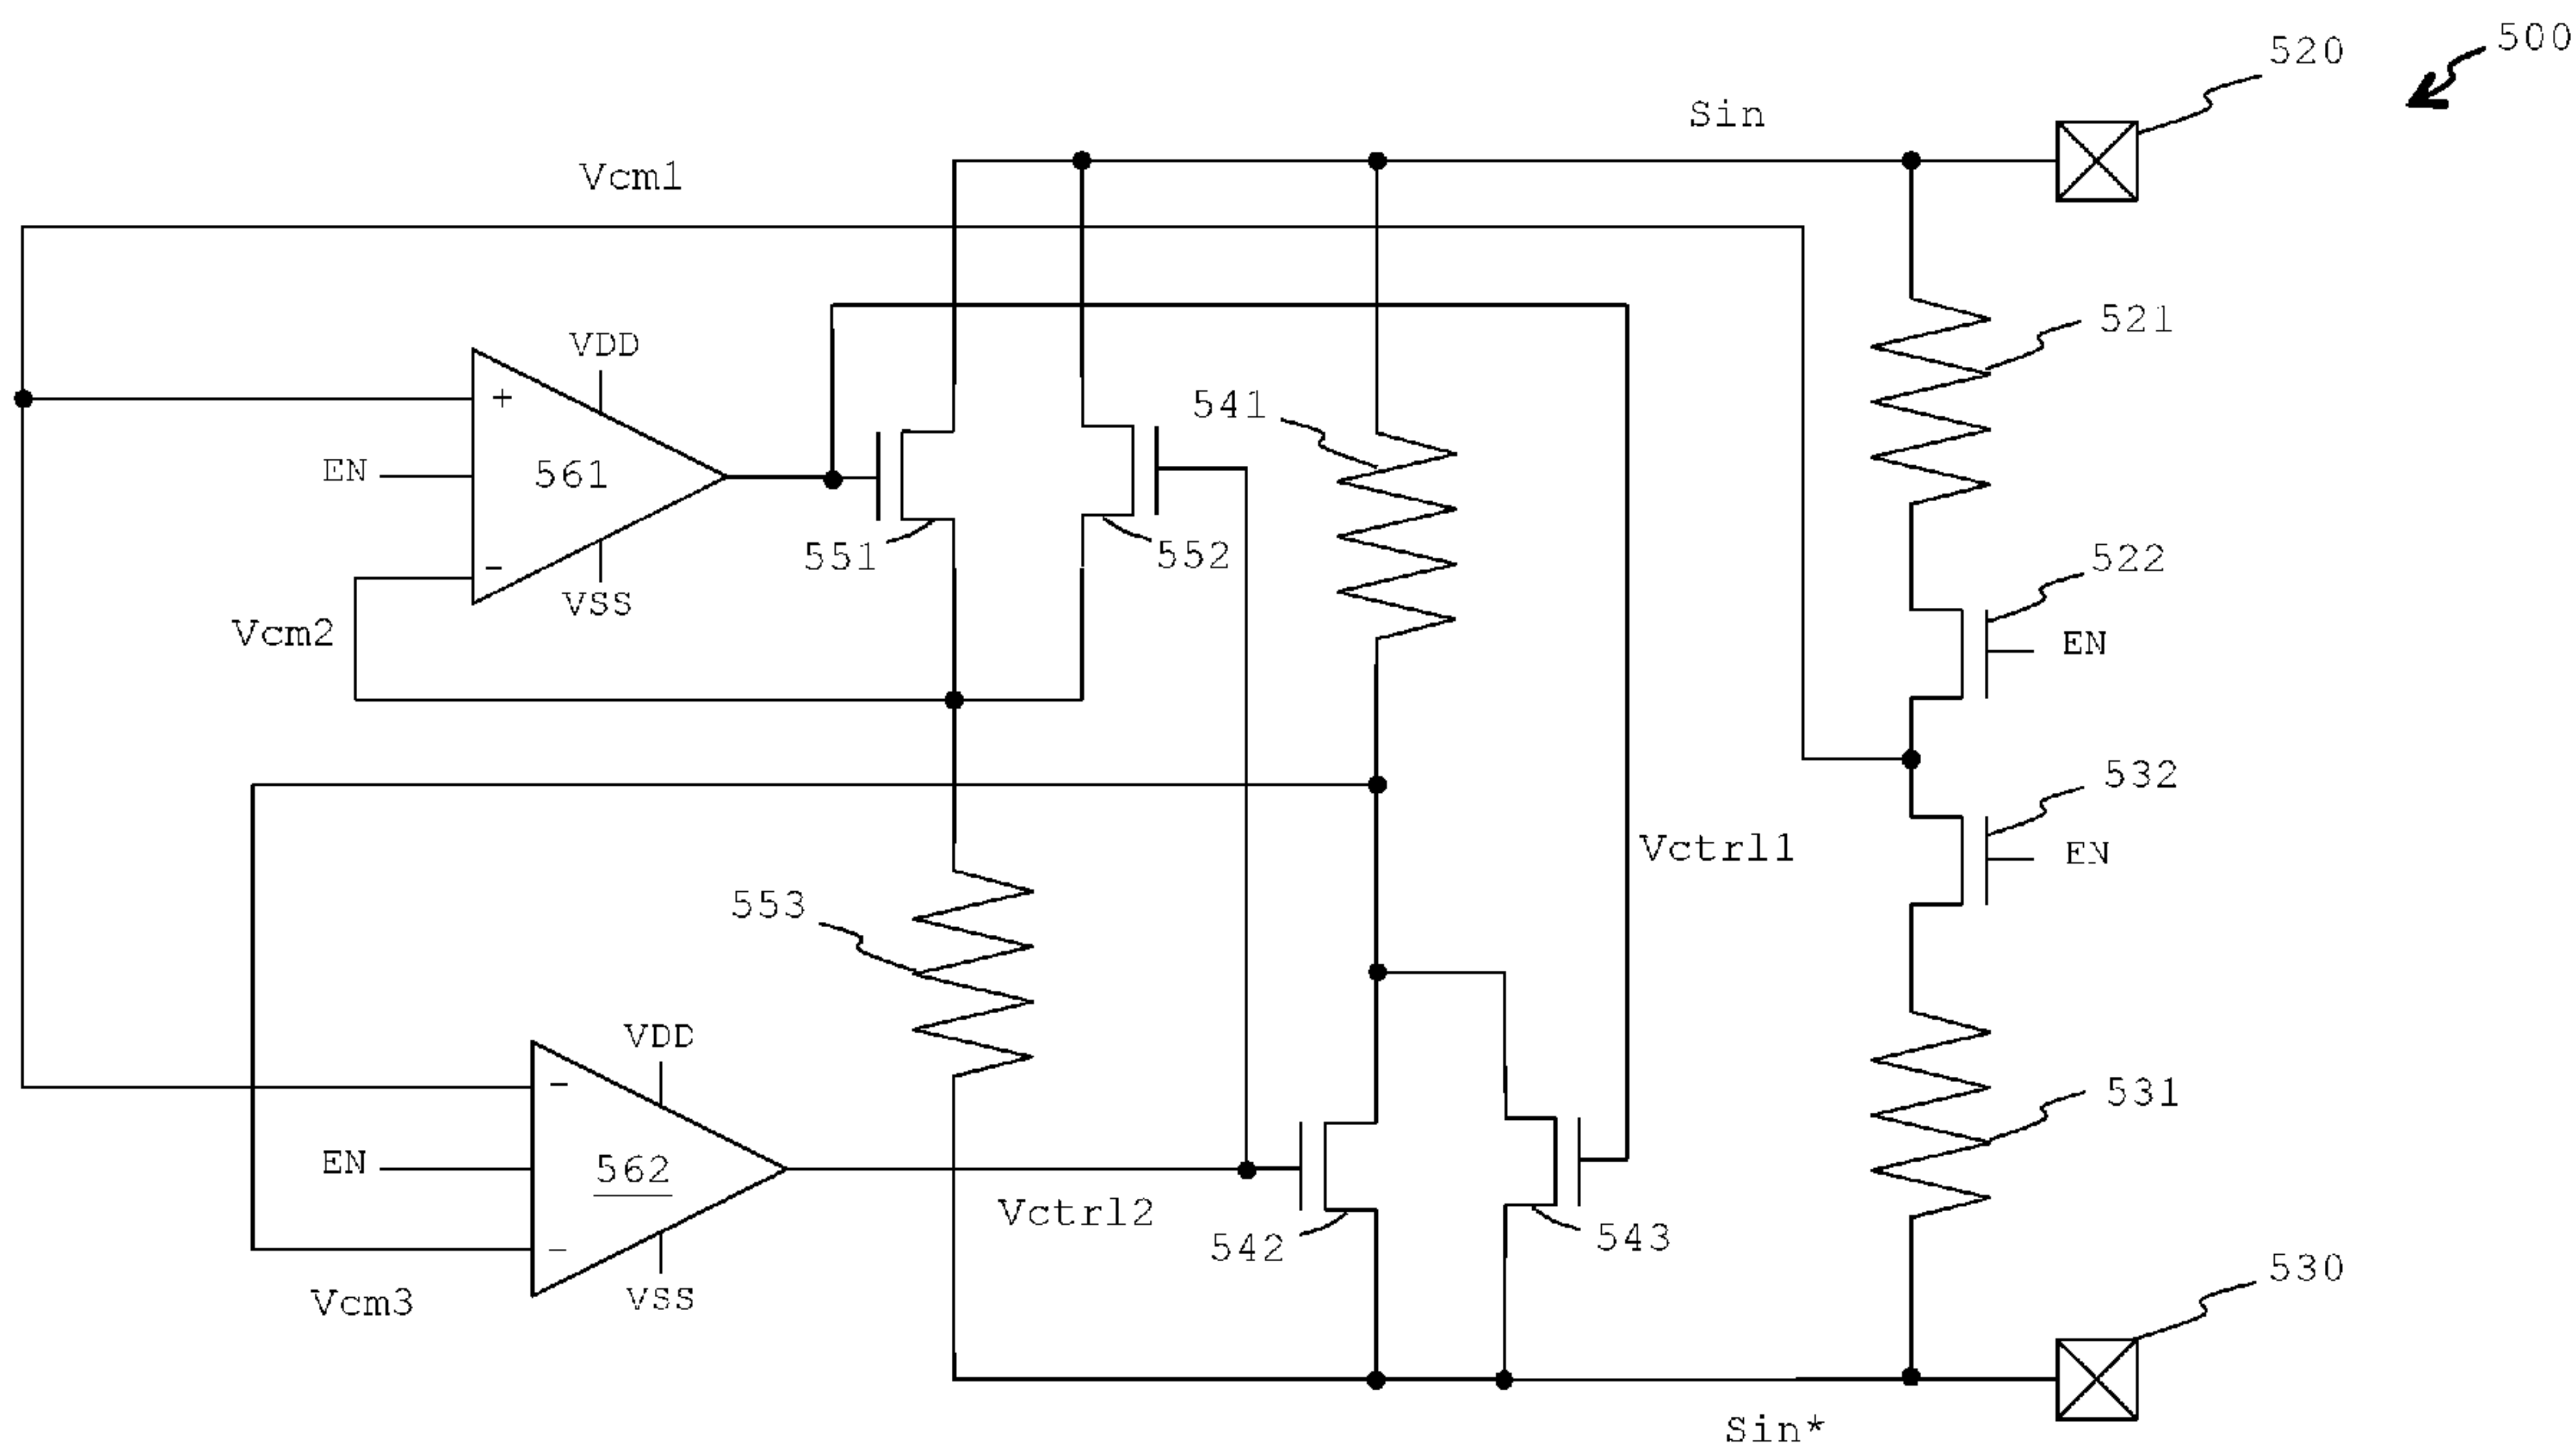 500
520
Sin
Vcm1
521
VDD
541
+
EN
561
551
552
522
−
VSS
EN
Vcm2
532
Vctrl1
EN
553
VDD
−
531
EN
562
Vctrl2
542
543
−
530
VSS
Vcm3
Sin*